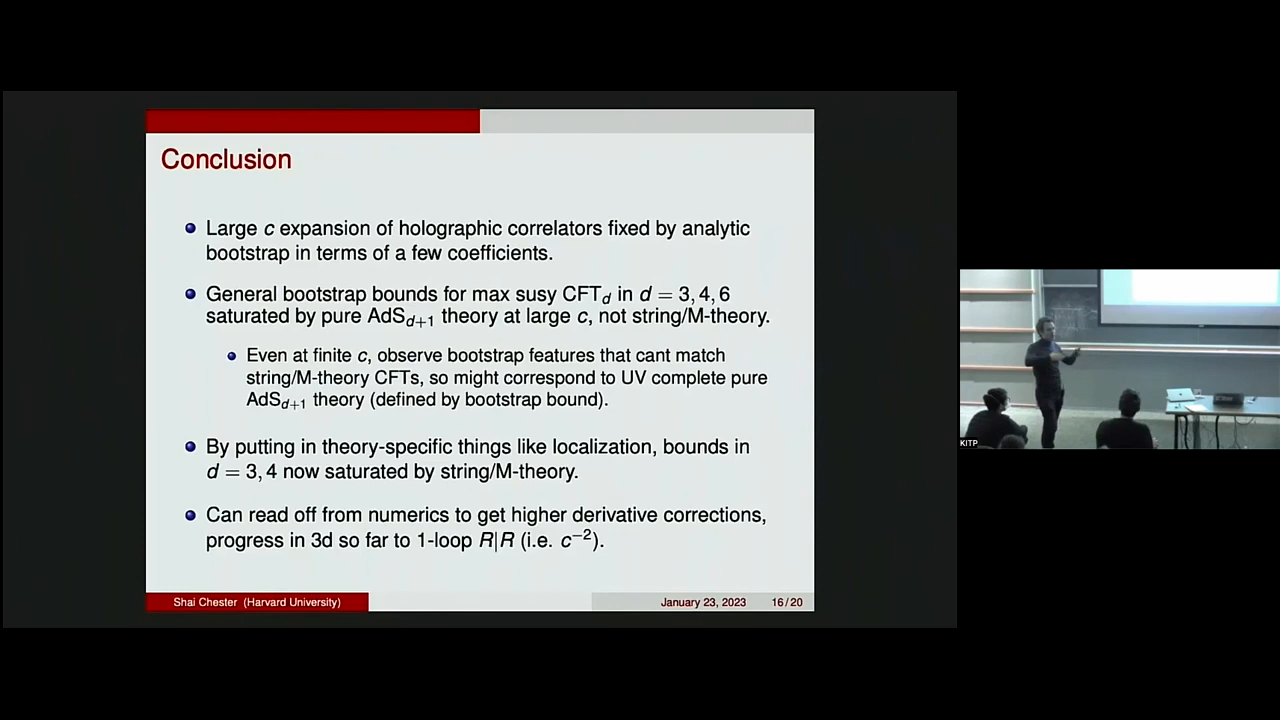 Conclusion
Large c expansion of holographic correlators fixed by analytic
bootstrap in terms of a few coefficients.
General bootstrap bounds for max susy CFT_d in d = 3, 4, 6
saturated by pure AdS_{d+1} theory at large c, not string/M-theory.
Even at finite c, observe bootstrap features that cant match
string/M-theory CFTs, so might correspond to UV complete pure
AdS_{d+1} theory (defined by bootstrap bound).
By putting in theory-specific things like localization, bounds in
d = 3, 4 now saturated by string/M-theory.
Can read off from numerics to get higher derivative corrections,
progress in 3d so far to 1-loop R|R (i.e. c^{-2}).
Shai Chester (Harvard University)
January 23, 2023
16/20
KITP